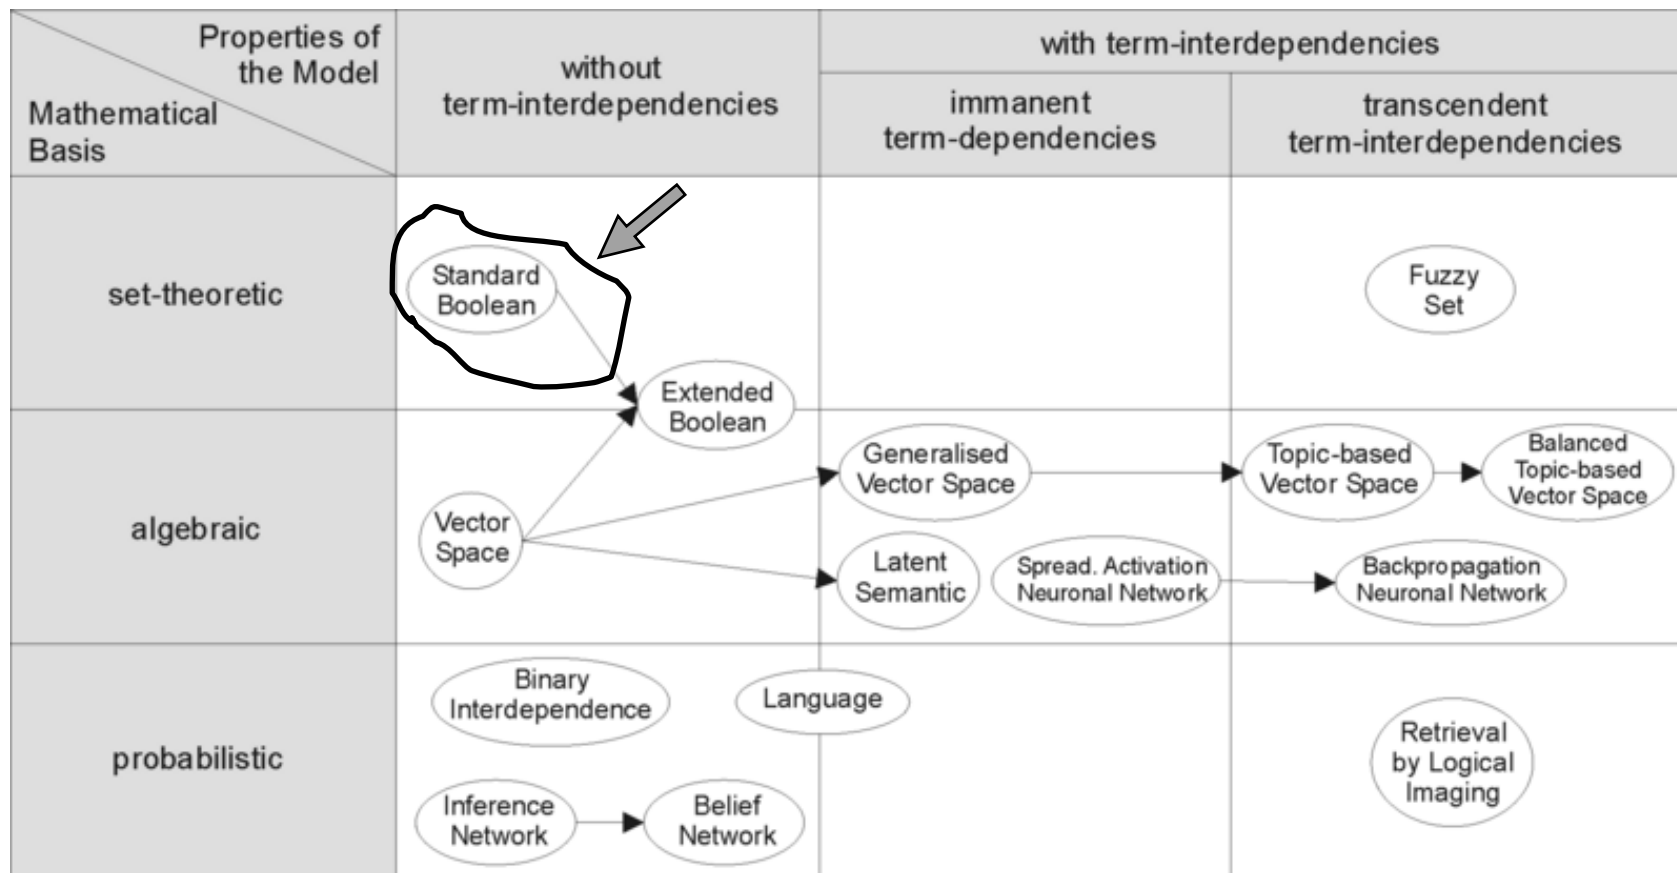 Properties of
the Model
Mathematical
Basis
without
term-interdependencies
with term-interdependencies
immanent
term-dependencies
transcendent
term-interdependencies
set-theoretic
Standard
Boolean
Fuzzy
Set
Extended
Boolean
algebraic
Vector
Space
Generalised
Vector Space
Topic-based
Vector Space
Balanced
Topic-based
Vector Space
Latent
Semantic
Spread. Activation
Neuronal Network
Backpropagation
Neuronal Network
probabilistic
Binary
Interdependence
Language
Retrieval
by Logical
Imaging
Inference
Network
Belief
Network